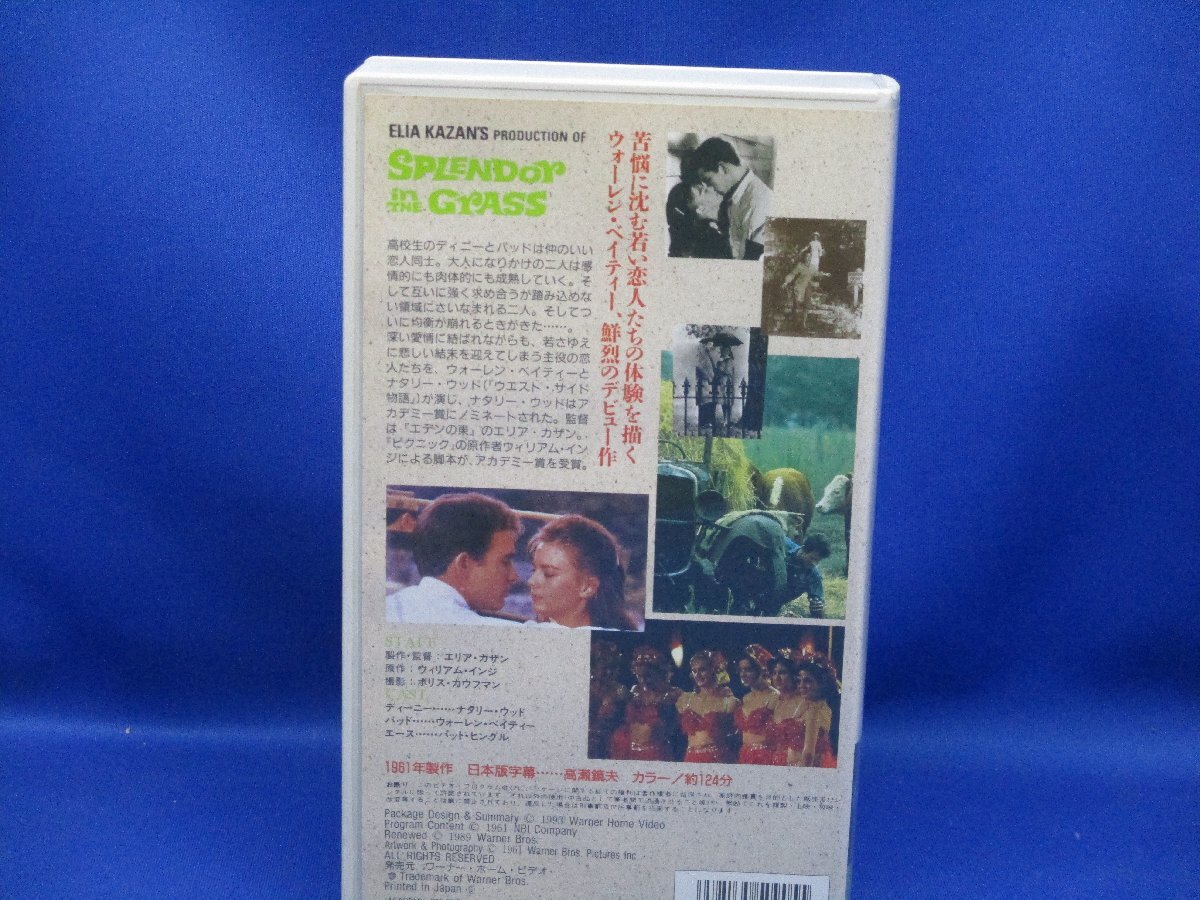 ELIA KAZAN'S PRODUCTION OF
SPLENDOR
in THE GRASS
苦悩に沈む若い恋人たちの体験を描く
ウォーレン・ベイティー、鮮烈のデビュー作
高校生のディニーとバッドは仲のいい
恋人同士。大人になりかけの二人は感
情的にも肉体的にも成熟していく。そ
して互いに強く求め合うが踏み込めな
い領域にさいなまれる二人。そしてつ
いに均衡が崩れるときがきた……。
深い愛情に結ばれながらも、若さゆえ
に悲しい結末を迎えてしまう主役の恋
人たちを、ウォーレン・ベイティーと
ナタリー・ウッド(「ウエスト・サイド
物語」)が演じ、ナタリー・ウッドはア
カデミー賞にノミネートされた。監督
は「エデンの東」のエリア・カザン。
「ピクニック」の原作者ウィリアム・イン
ジによる脚本が、アカデミー賞を受賞。
STAFF
製作・監督：エリア・カザン
原作：ウィリアム・インジ
撮影：ボリス・カウフマン
CAST
ディーニー……ナタリー・ウッド
バッド……ウォーレン・ベイティー
エース……パット・ヒングル
1961年製作 日本版字幕……高瀬鎮夫 カラー／約124分
Package Design & Summary © 1993 Warner Home Video
Program Content © 1961 NBI Company
Renewed © 1989 Warner Bros.
Artwork & Photography © 1961 Warner Bros. Pictures Inc.
ALL RIGHTS RESERVED
発売元：ワーナー・ホーム・ビデオ
Trademark of Warner Bros.
Printed in Japan